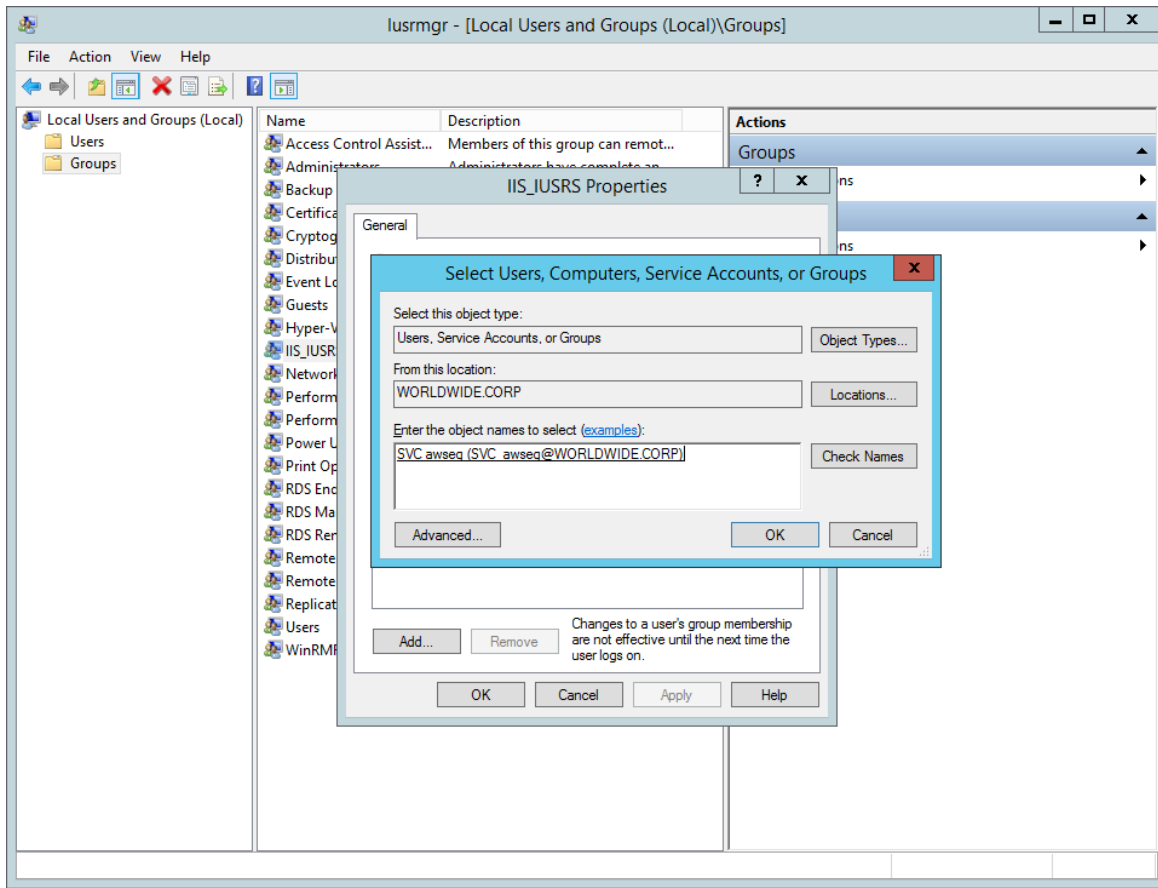 lusrmgr - [Local Users and Groups (Local)\Groups]
File Action View Help
Local Users and Groups (Local)
Users
Groups
Name Description
Access Control Assist... Members of this group can remot...
Administrators Administrators have complete an
Backup
Certifica
Cryptog
Distribut
Event Lo
Guests
Hyper-V
IIS_IUSR
Network
Perform
Perform
Power U
Print Op
RDS End
RDS Ma
RDS Ren
Remote
Remote
Replicat
Users
WinRMR
Actions
Groups
ns
ns
IIS_IUSRS Properties
General
Select Users, Computers, Service Accounts, or Groups
Select this object type:
Users, Service Accounts, or Groups
Object Types...
From this location:
WORLDWIDE.CORP
Locations...
Enter the object names to select (examples):
SVC awseq (SVC_awseq@WORLDWIDE.CORP)
Check Names
Advanced...
OK
Cancel
Add...
Remove
Changes to a user's group membership
are not effective until the next time the
user logs on.
OK
Cancel
Apply
Help